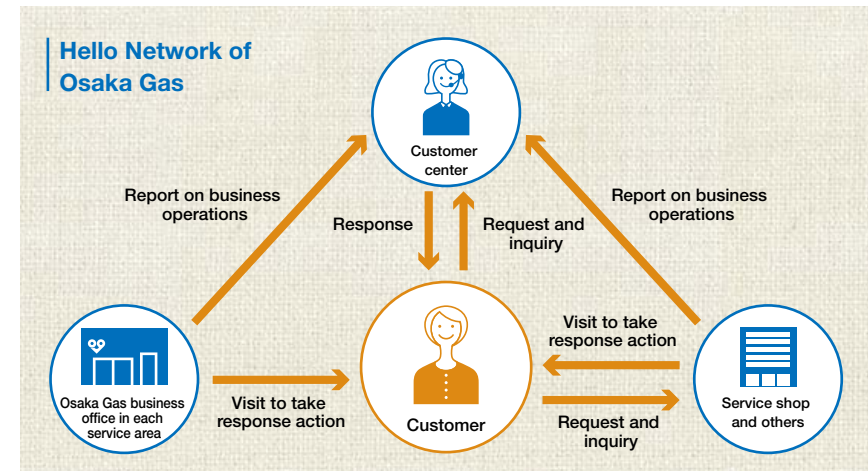 Hello Network of
Osaka Gas
Customer
center
Report on business
operations
Report on business
operations
Response
Request and
inquiry
Visit to take
response action
Osaka Gas business
office in each
service area
Visit to take
response action
Customer
Request and
inquiry
Service shop
and others